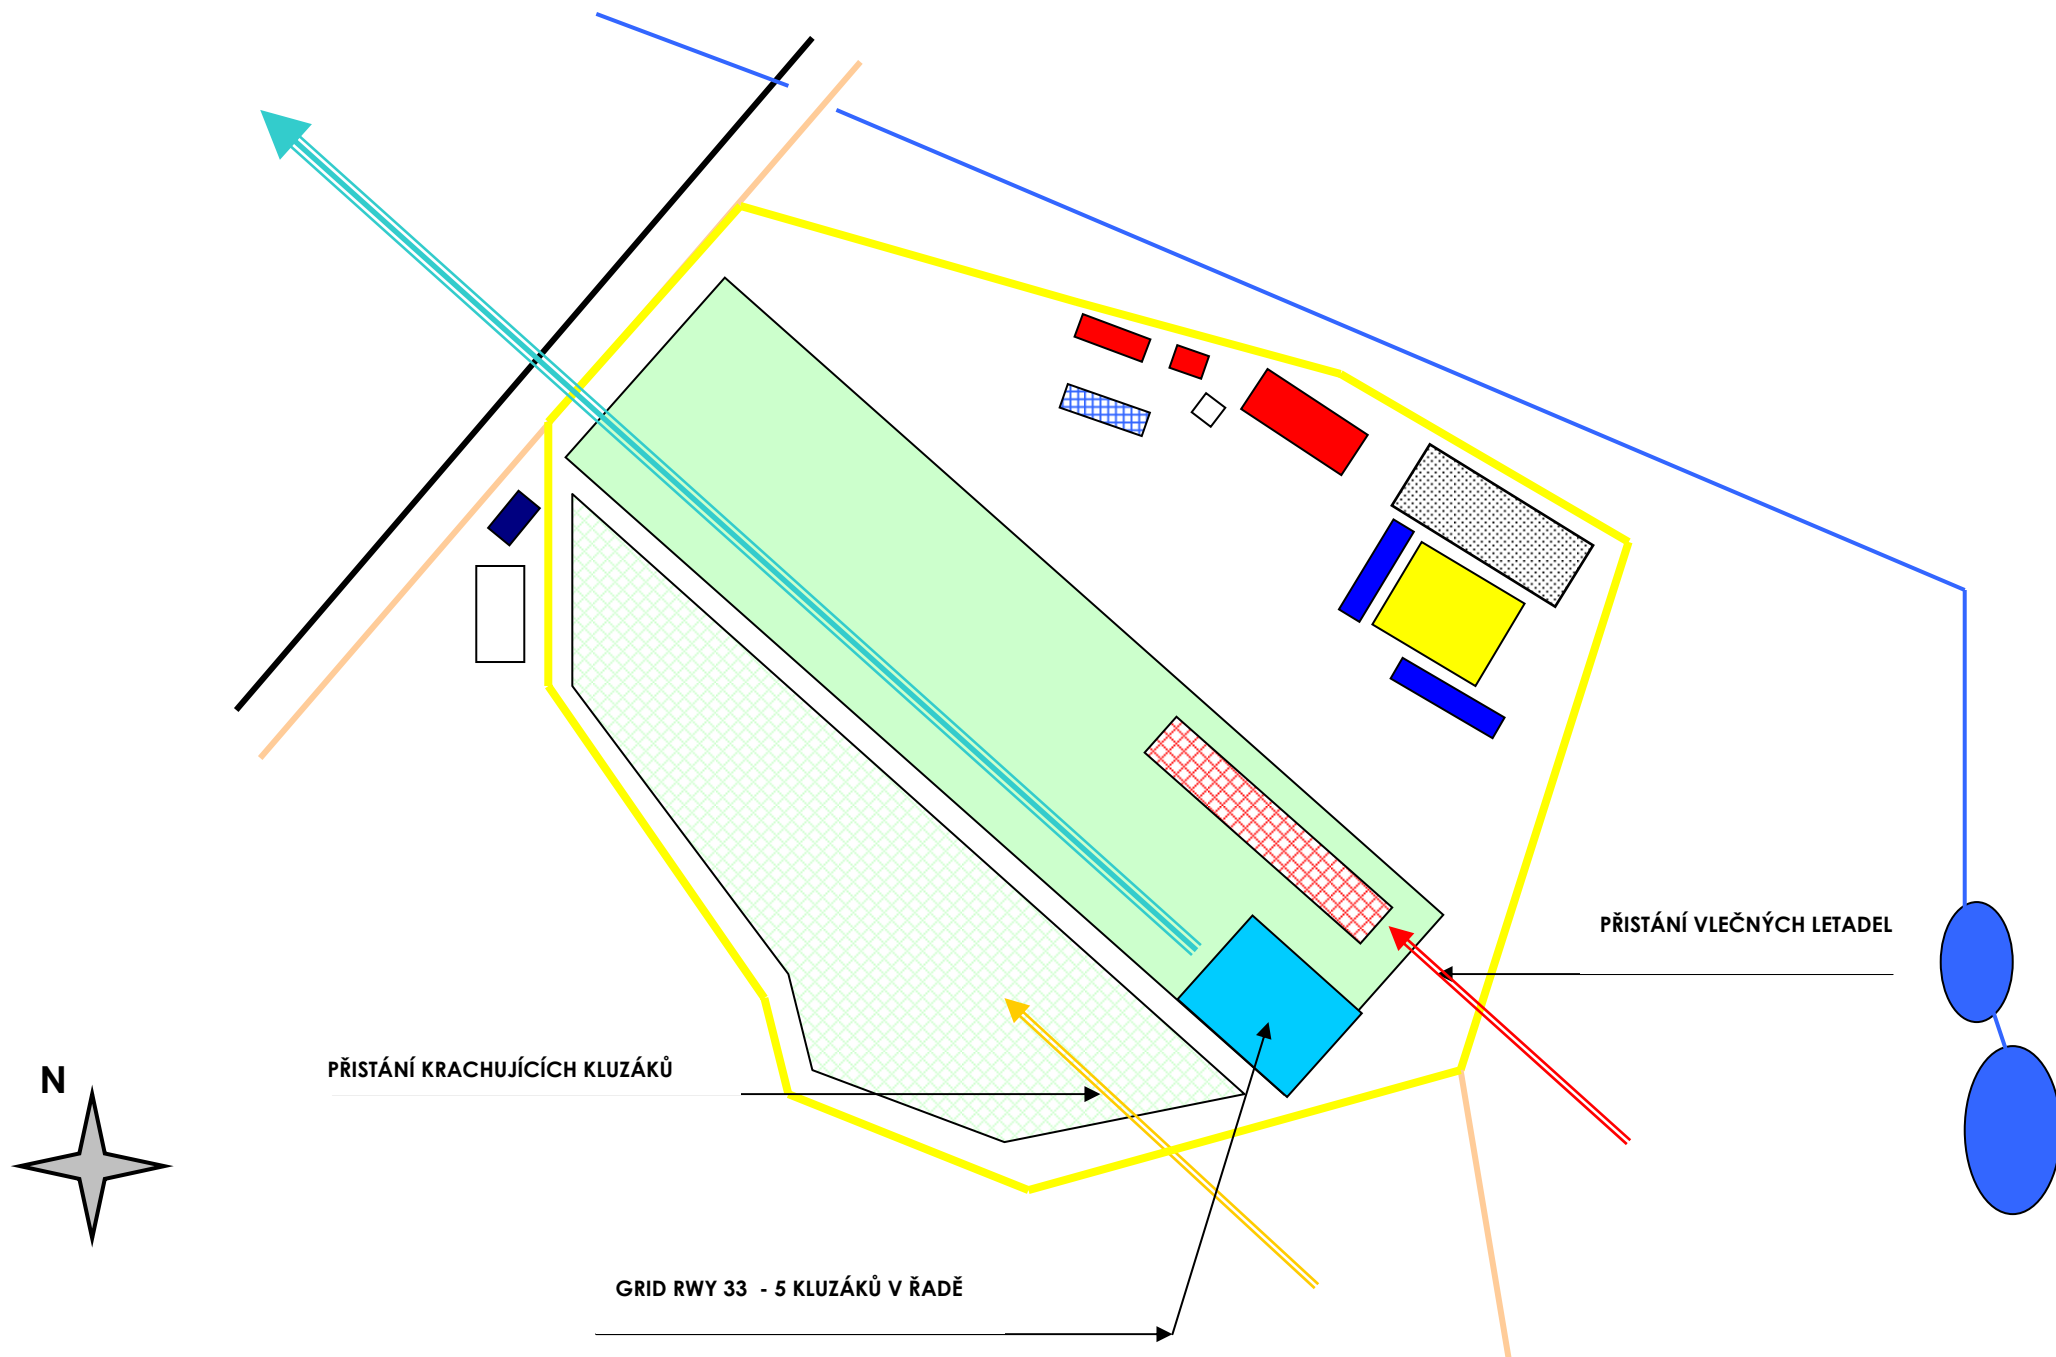 PŘISTÁNÍ VLEČNÝCH LETADEL
PŘISTÁNÍ KRACHUJÍCÍCH KLUZÁKŮ
N
GRID RWY 33 - 5 KLUZÁKŮ V ŘADĚ